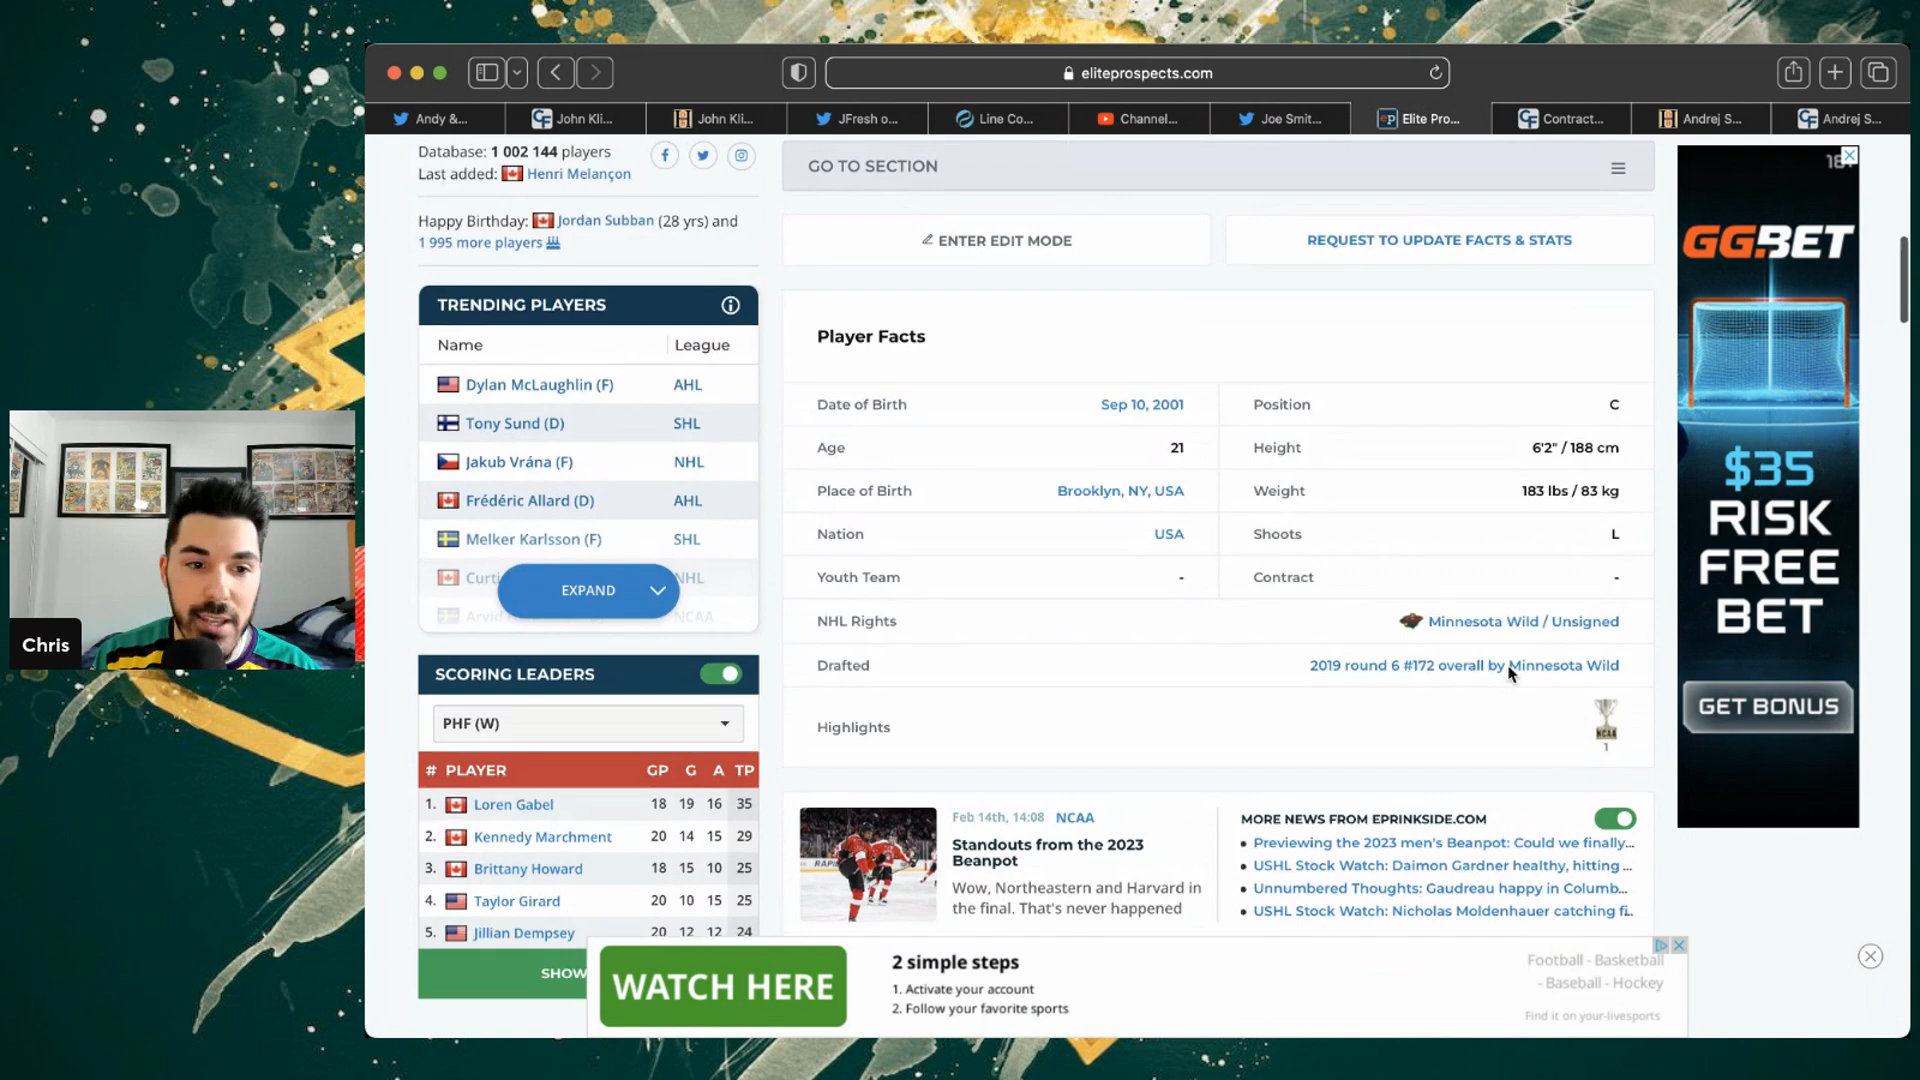 eliteprospects.com
Andy &...
John Kli...
John Kli...
JFresh o...
Line Co...
Channel...
Joe Smit...
Elite Pro...
Contract...
Andrej S...
Andrej S...
Database: 1 002 144 players
Last added: Henri Melançon
Happy Birthday: Jordan Subban (28 yrs) and
1 995 more players
TRENDING PLAYERS
Name League
Dylan McLaughlin (F) AHL
Tony Sund (D) SHL
Jakub Vrána (F) NHL
Frédéric Allard (D) AHL
Melker Karlsson (F) SHL
Curti NHL
Arvid NCAA
EXPAND
SCORING LEADERS
PHF (W)
# PLAYER GP G A TP
1. Loren Gabel 18 19 16 35
2. Kennedy Marchment 20 14 15 29
3. Brittany Howard 18 15 10 25
4. Taylor Girard 20 10 15 25
5. Jillian Dempsey 20 12 12 24
SHOW
GO TO SECTION
ENTER EDIT MODE
REQUEST TO UPDATE FACTS & STATS
Player Facts
Date of Birth Sep 10, 2001 Position C
Age 21 Height 6'2" / 188 cm
Place of Birth Brooklyn, NY, USA Weight 183 lbs / 83 kg
Nation USA Shoots L
Youth Team - Contract -
NHL Rights Minnesota Wild / Unsigned
Drafted 2019 round 6 #172 overall by Minnesota Wild
Highlights
NCAA
1
Feb 14th, 14:08 NCAA
Standouts from the 2023
Beanpot
Wow, Northeastern and Harvard in
the final. That's never happened
MORE NEWS FROM EPRINKSIDE.COM
Previewing the 2023 men's Beanpot: Could we finally...
USHL Stock Watch: Daimon Gardner healthy, hitting ...
Unnumbered Thoughts: Gaudreau happy in Columb...
USHL Stock Watch: Nicholas Moldenhauer catching fi..
WATCH HERE
2 simple steps
1. Activate your account
2. Follow your favorite sports
Football - Basketball
- Baseball - Hockey
Find it on your-livesports
GG.BET
$35
RISK
FREE
BET
GET BONUS
Chris